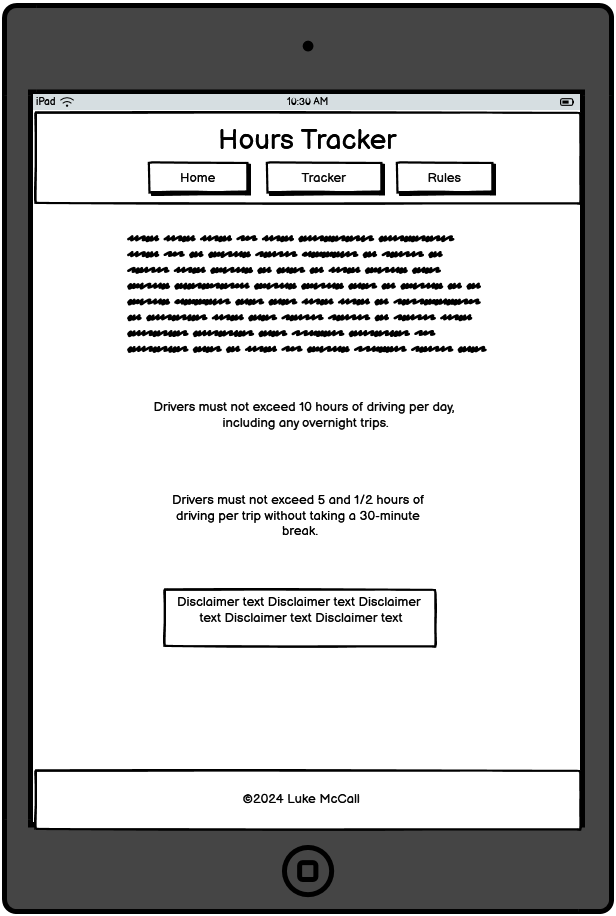 iPad 10:30 AM
Hours Tracker
Home Tracker Rules
Drivers must not exceed 10 hours of driving per day,
including any overnight trips.
Drivers must not exceed 5 and 1/2 hours of
driving per trip without taking a 30-minute
break.
Disclaimer text Disclaimer text Disclaimer
text Disclaimer text Disclaimer text
©2024 Luke McCall